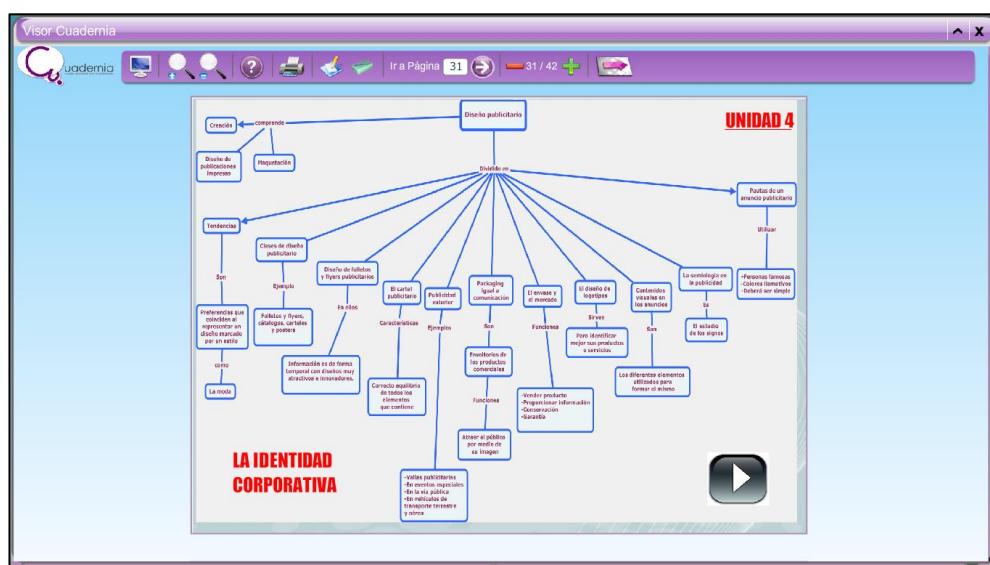 Visor Cuadernia
Cu.uadernia
Ir a Página 31
31 / 42
Diseño publicitario
UNIDAD 4
Creación
comprende
Diseño de
publicaciones
impresas
Maquetación
Dividido en
Pautas de un
anuncio publicitario
Utilizar
-Personas famosas
-Colores llamativos
-Deberá ser simple
Tendencias
Son
Preferencias que
coinciden al
representar un
diseño marcado
por un estilo
como
La moda
Clases de diseño
publicitario
Ejemplo
Folletos y flyers,
catalogos, carteles
y posters
Diseño de folletos
y flyers publicitarios
En ellos
Información es de forma
temporal con diseños muy
atractivos e innovadores.
El cartel
publicitario
Características
Correcto equilibrio
de todos los
elementos
que contiene
Publicidad
exterior
Ejemplos
-Vallas publicitarias
-En eventos especiales
-En la vía pública
-En vehículos de
transporte terrestre
y otros
Packaging
igual a
comunicación
Son
Envoltorios de
los productos
comerciales
Funciones
Atraer al público
por medio de
su imagen
El envase y
el mercado
Funciones
-Vender producto
-Proporcionar información
-Conservación
-Garantía
El diseño de
logotipos
Sirven
Para identificar
mejor sus productos
o servicios
Contenidos
visuales en
los anuncios
Son
Los diferentes elementos
utilizados para
formar el mismo
La semiología en
la publicidad
Es
El estudio
de los signos
LA IDENTIDAD
CORPORATIVA